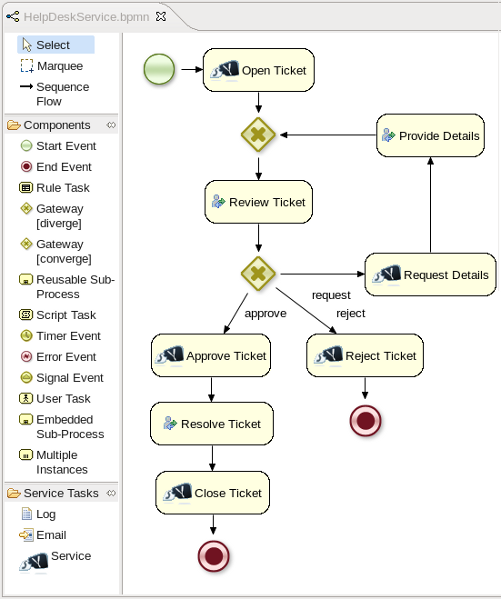 HelpDeskService.bpmn
Select
Marquee
Sequence
Flow
Components
Start Event
End Event
Rule Task
Gateway
[diverge]
Gateway
[converge]
Reusable Sub-
Process
Script Task
Timer Event
Error Event
Signal Event
User Task
Embedded
Sub-Process
Multiple
Instances
Service Tasks
Log
Email
Service
Open Ticket
Provide Details
Review Ticket
Request Details
request
approve
reject
Approve Ticket
Reject Ticket
Resolve Ticket
Close Ticket